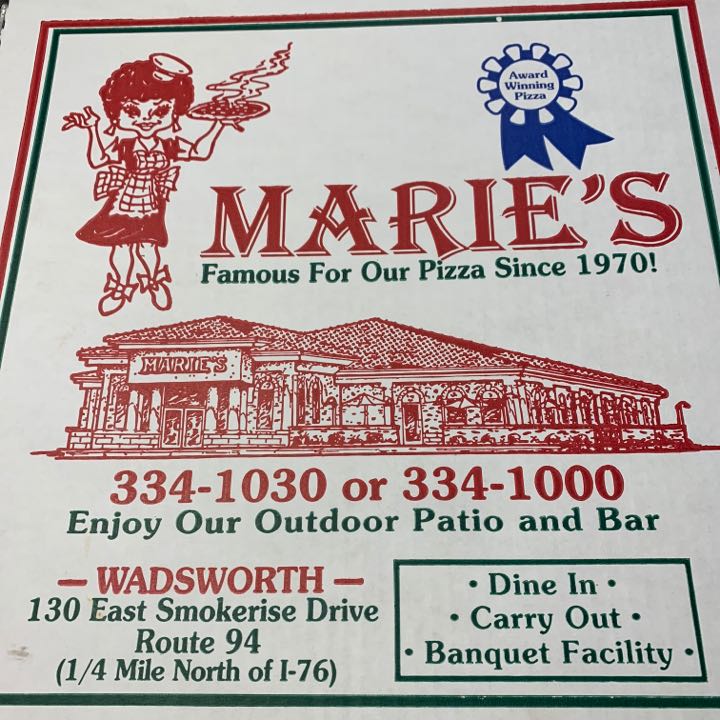 Award
Winning
Pizza
MARIE'S
Famous For Our Pizza Since 1970!
MARIE'S
334-1030 or 334-1000
Enjoy Our Outdoor Patio and Bar
— WADSWORTH —
130 East Smokerise Drive
Route 94
(1/4 Mile North of I-76)
• Dine In •
• Carry Out •
• Banquet Facility •